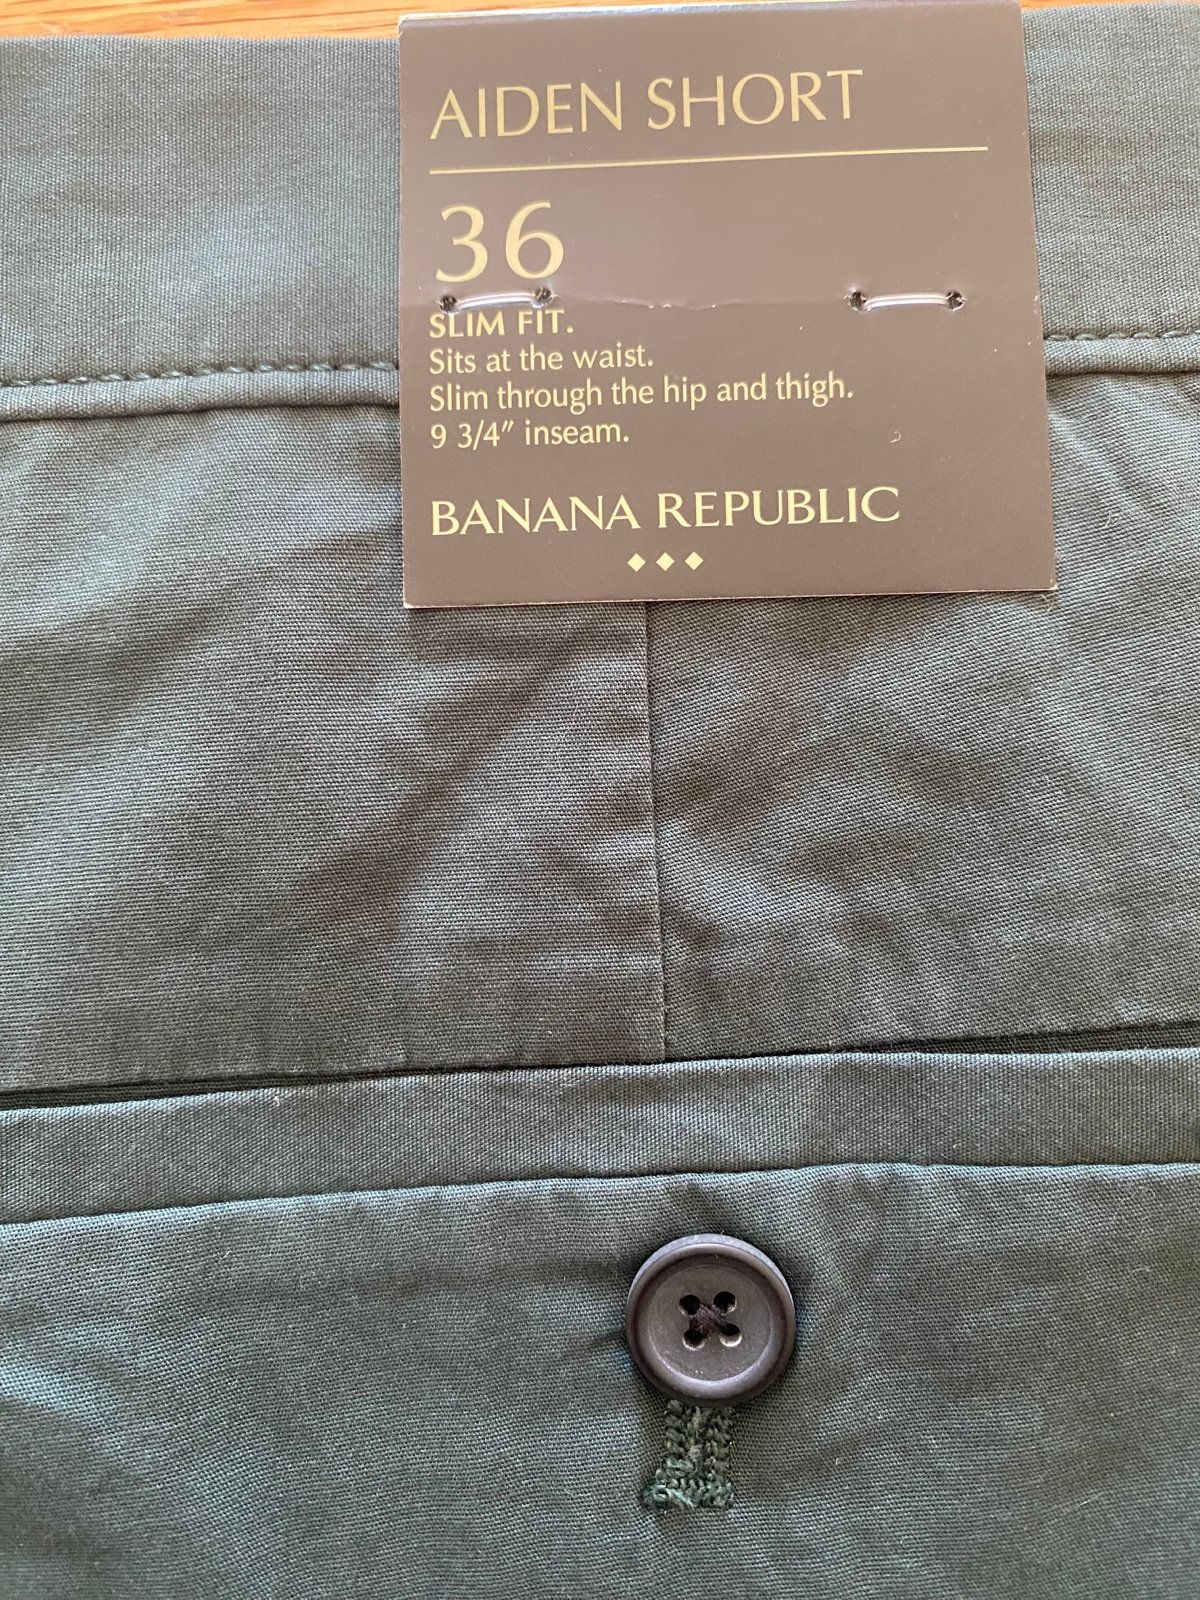 AIDEN SHORT
36
SLIM FIT.
Sits at the waist.
Slim through the hip and thigh.
9 3/4" inseam.
BANANA REPUBLIC